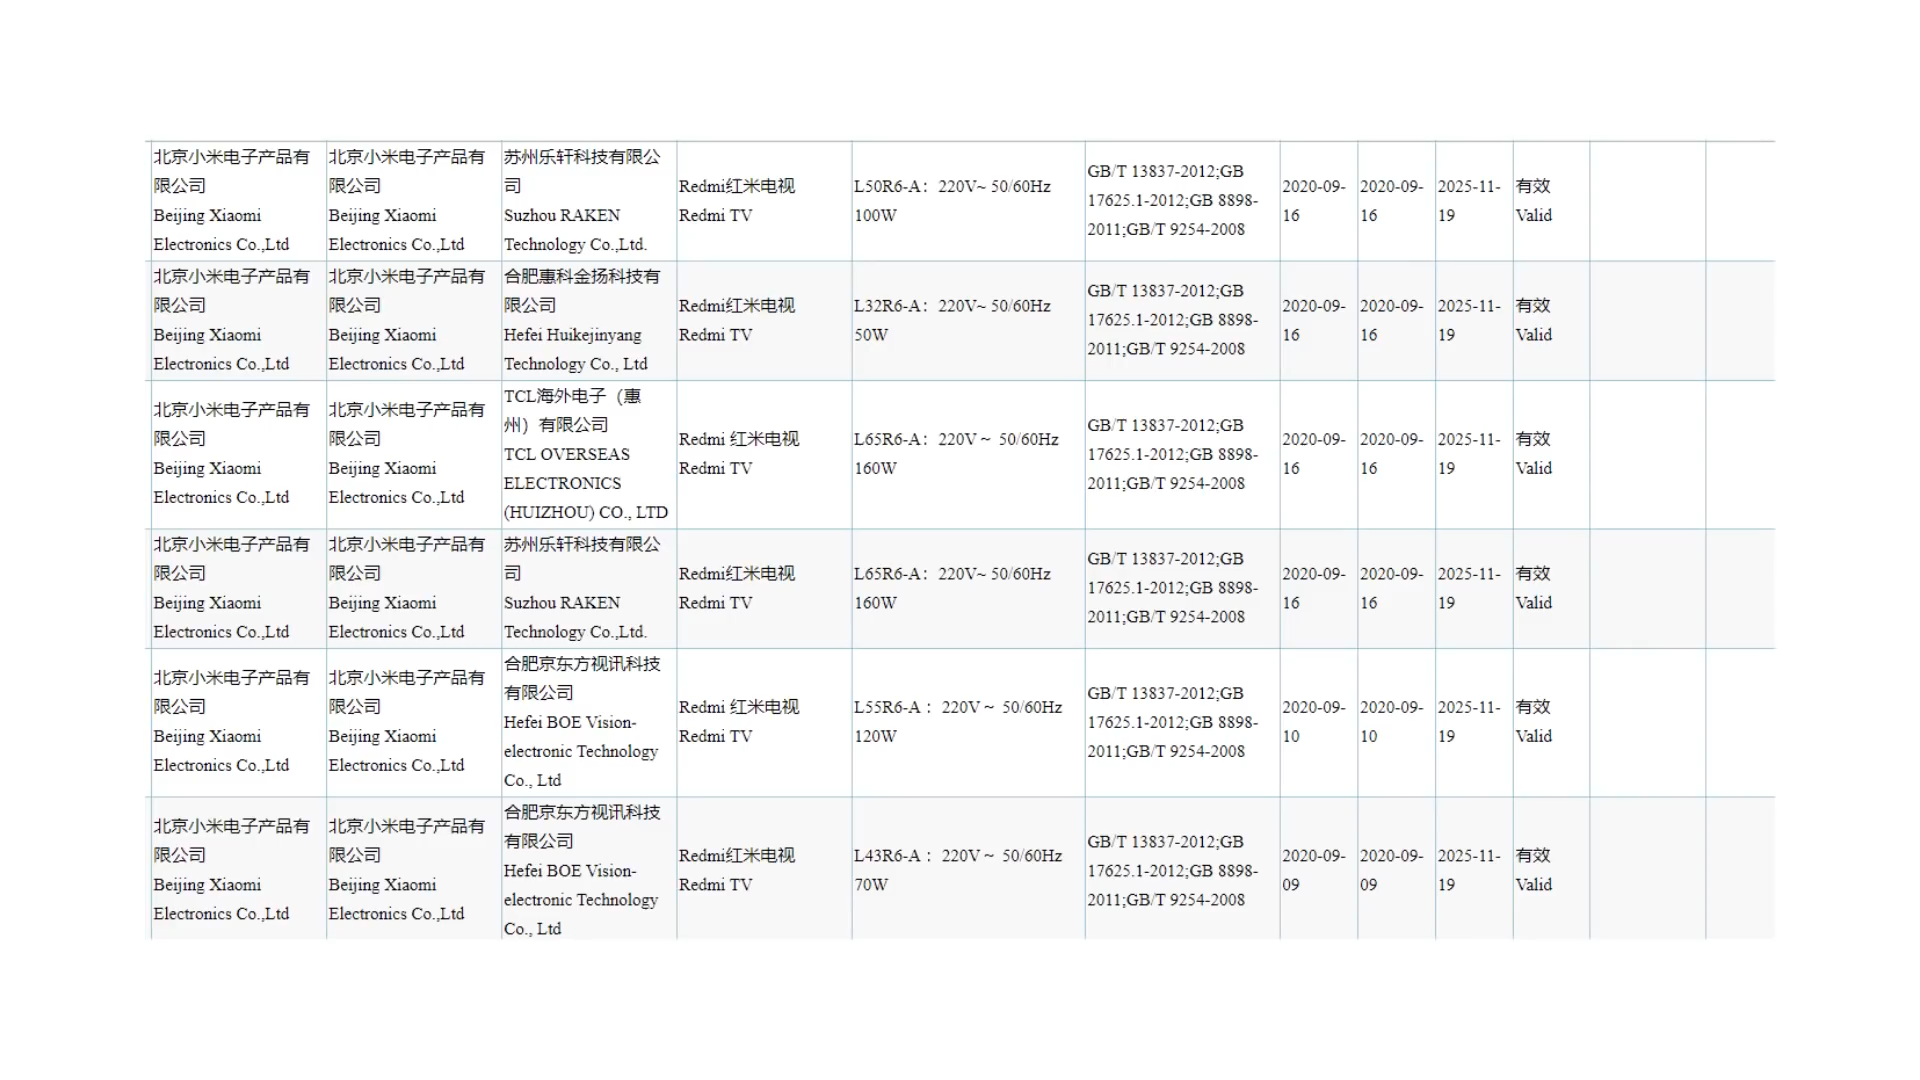 北京小米电子产品有
限公司
Beijing Xiaomi
Electronics Co.,Ltd
北京小米电子产品有
限公司
Beijing Xiaomi
Electronics Co.,Ltd
苏州乐轩科技有限公
司
Suzhou RAKEN
Technology Co.,Ltd.
Redmi红米电视
Redmi TV
L50R6-A：220V~ 50/60Hz
100W
GB/T 13837-2012;GB
17625.1-2012;GB 8898-
2011;GB/T 9254-2008
2020-09-
16
2020-09-
16
2025-11-
19
有效
Valid
北京小米电子产品有
限公司
Beijing Xiaomi
Electronics Co.,Ltd
北京小米电子产品有
限公司
Beijing Xiaomi
Electronics Co.,Ltd
合肥惠科金扬科技有
限公司
Hefei Huikejinyang
Technology Co., Ltd
Redmi红米电视
Redmi TV
L32R6-A：220V~ 50/60Hz
50W
GB/T 13837-2012;GB
17625.1-2012;GB 8898-
2011;GB/T 9254-2008
2020-09-
16
2020-09-
16
2025-11-
19
有效
Valid
北京小米电子产品有
限公司
Beijing Xiaomi
Electronics Co.,Ltd
北京小米电子产品有
限公司
Beijing Xiaomi
Electronics Co.,Ltd
TCL海外电子（惠
州）有限公司
TCL OVERSEAS
ELECTRONICS
(HUIZHOU) CO., LTD
Redmi 红米电视
Redmi TV
L65R6-A：220V～ 50/60Hz
160W
GB/T 13837-2012;GB
17625.1-2012;GB 8898-
2011;GB/T 9254-2008
2020-09-
16
2020-09-
16
2025-11-
19
有效
Valid
北京小米电子产品有
限公司
Beijing Xiaomi
Electronics Co.,Ltd
北京小米电子产品有
限公司
Beijing Xiaomi
Electronics Co.,Ltd
苏州乐轩科技有限公
司
Suzhou RAKEN
Technology Co.,Ltd.
Redmi红米电视
Redmi TV
L65R6-A：220V~ 50/60Hz
160W
GB/T 13837-2012;GB
17625.1-2012;GB 8898-
2011;GB/T 9254-2008
2020-09-
16
2020-09-
16
2025-11-
19
有效
Valid
北京小米电子产品有
限公司
Beijing Xiaomi
Electronics Co.,Ltd
北京小米电子产品有
限公司
Beijing Xiaomi
Electronics Co.,Ltd
合肥京东方视讯科技
有限公司
Hefei BOE Vision-
electronic Technology
Co., Ltd
Redmi 红米电视
Redmi TV
L55R6-A ：220V～ 50/60Hz
120W
GB/T 13837-2012;GB
17625.1-2012;GB 8898-
2011;GB/T 9254-2008
2020-09-
10
2020-09-
10
2025-11-
19
有效
Valid
北京小米电子产品有
限公司
Beijing Xiaomi
Electronics Co.,Ltd
北京小米电子产品有
限公司
Beijing Xiaomi
Electronics Co.,Ltd
合肥京东方视讯科技
有限公司
Hefei BOE Vision-
electronic Technology
Co., Ltd
Redmi红米电视
Redmi TV
L43R6-A ：220V～ 50/60Hz
70W
GB/T 13837-2012;GB
17625.1-2012;GB 8898-
2011;GB/T 9254-2008
2020-09-
09
2020-09-
09
2025-11-
19
有效
Valid